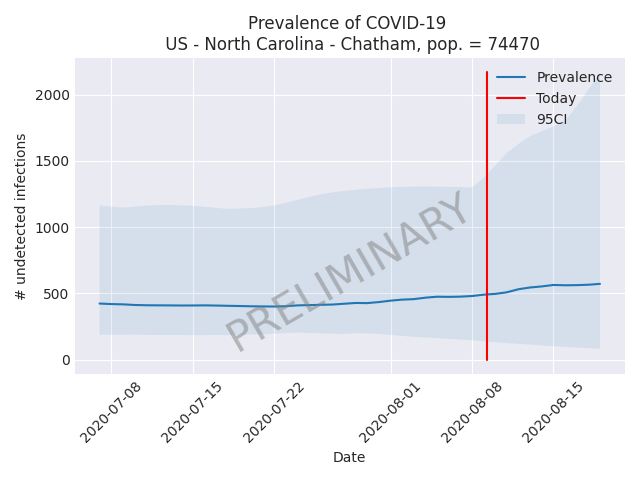 Prevalence of COVID-19
US - North Carolina - Chatham, pop. = 74470
Prevalence
Today
95CI
2000
1500
1000
500
0
# undetected infections
PRELIMINARY
2020-07-08
2020-07-15
2020-07-22
2020-08-01
2020-08-08
2020-08-15
Date